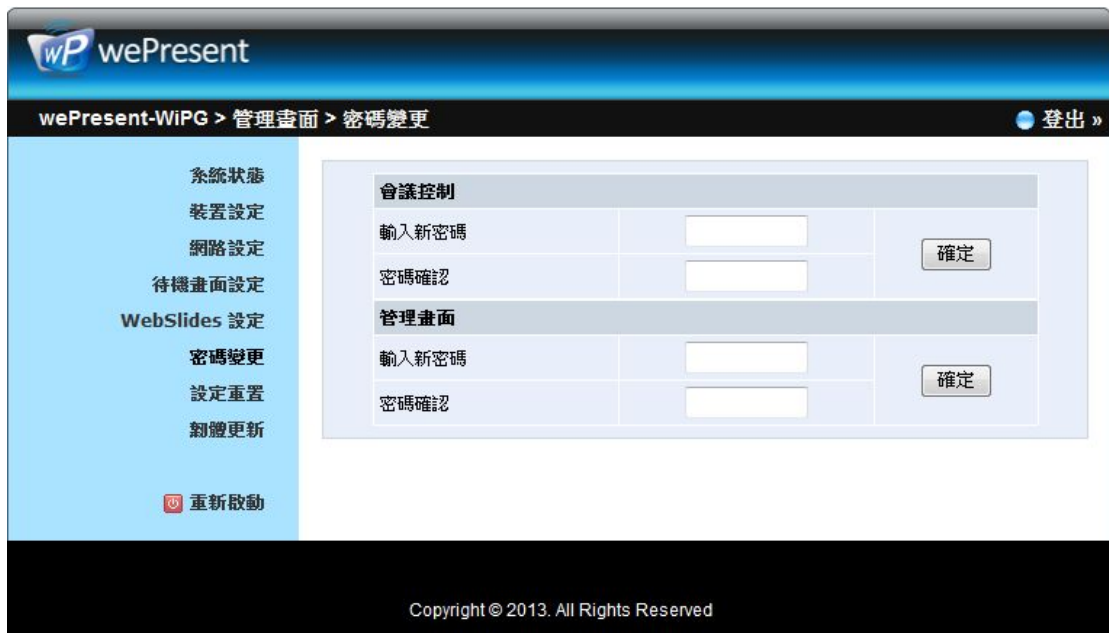 wP wePresent
wePresent-WiPG > 管理畫面 > 密碼變更
登出 »
系統狀態
裝置設定
網路設定
待機畫面設定
WebSlides 設定
密碼變更
設定重置
韌體更新
重新啟動
會議控制
輸入新密碼
密碼確認
確定
管理畫面
輸入新密碼
密碼確認
確定
Copyright © 2013. All Rights Reserved